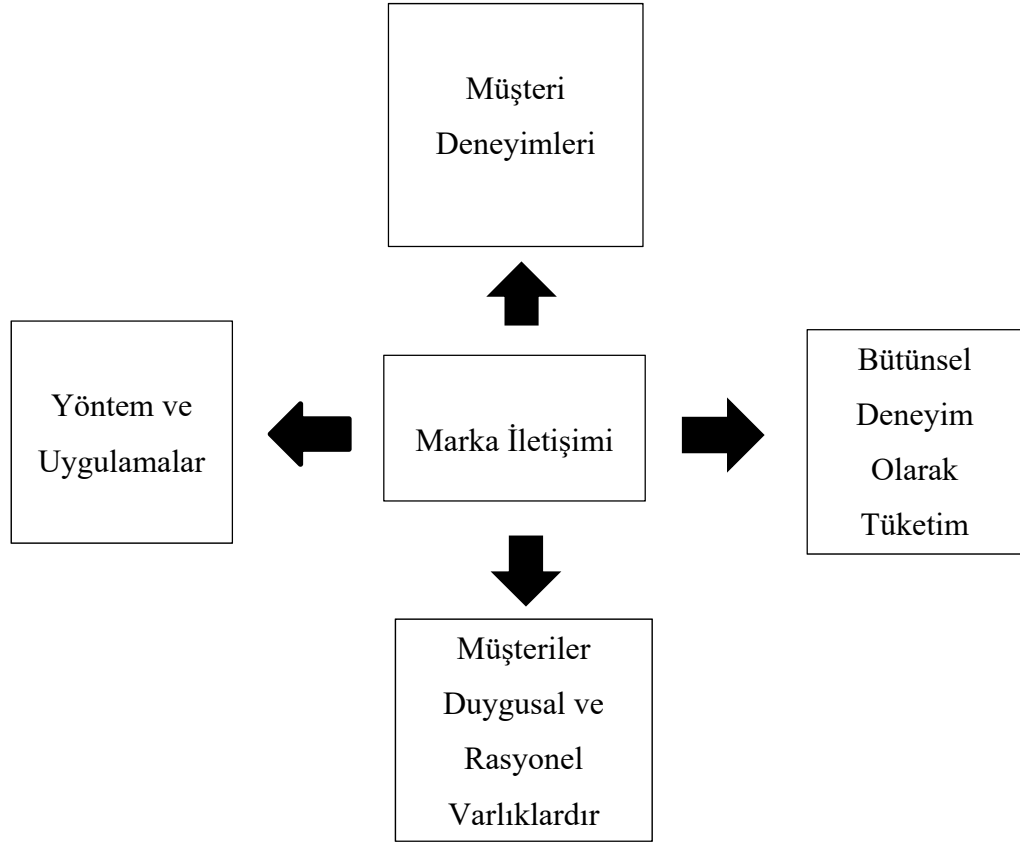 Müşteri
Deneyimleri
Yöntem ve
Uygulamalar
Marka İletişimi
Bütünsel
Deneyim
Olarak
Tüketim
Müşteriler
Duygusal ve
Rasyonel
Varlıklardır